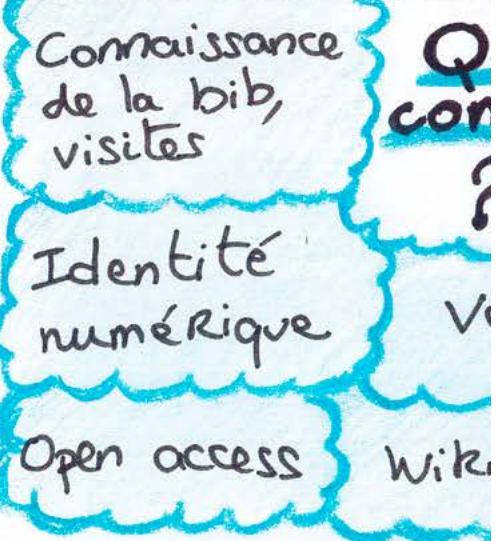 Connaissance
de la bib,
visites
Identité
numérique
Open access